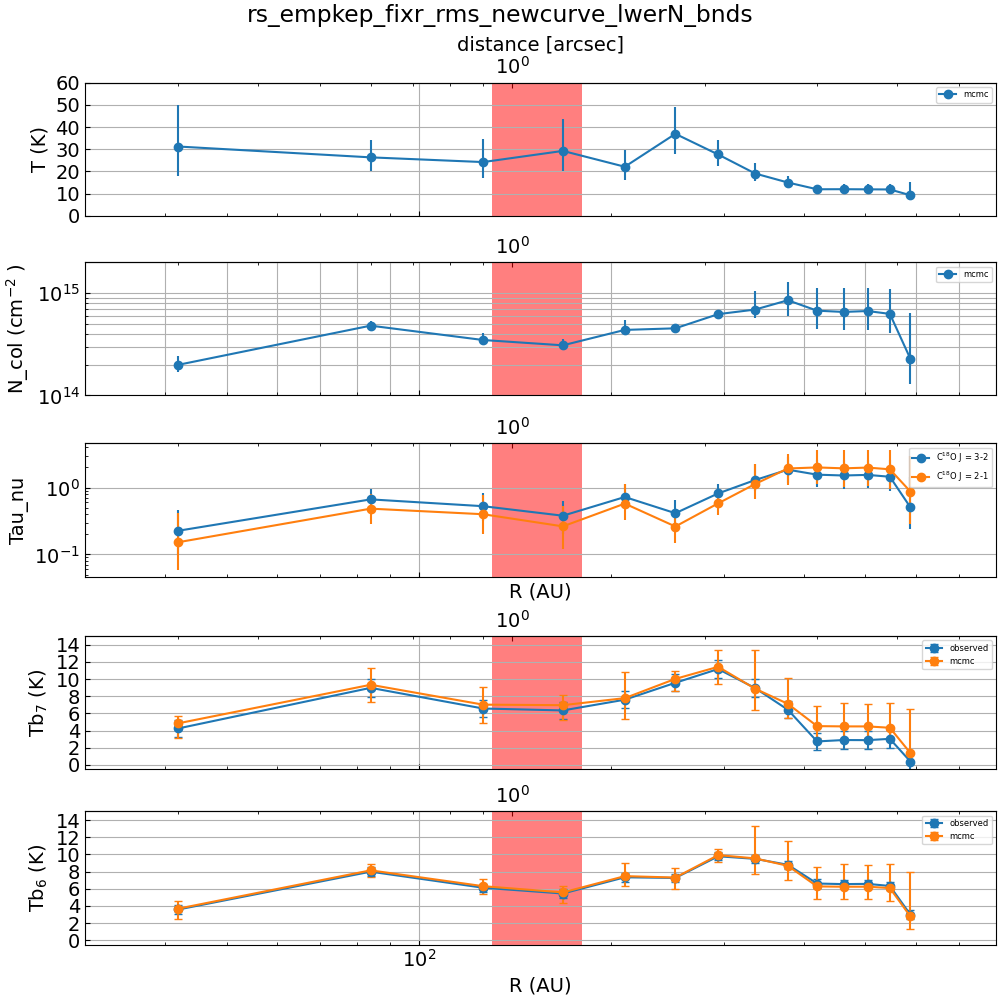 rs_empkep_fixr_rms_newcurve_lwerN_bnds
distance [arcsec]
10^0
60
50
40
30
20
10
0
T (K)
mcmc
10^0
10^15
10^14
N_col (cm^−2 )
mcmc
10^0
10^0
10^−1
Tau_nu
C^18O J = 3-2
C^18O J = 2-1
R (AU)
10^0
14
12
10
8
6
4
2
0
Tb_7 (K)
observed
mcmc
10^0
14
12
10
8
6
4
2
0
Tb_6 (K)
observed
mcmc
10^2
R (AU)